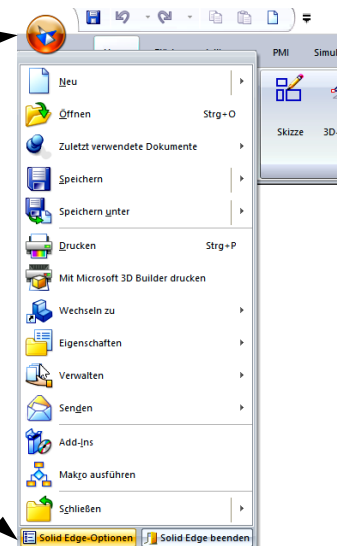 PMI Simul
Neu
Öffnen Strg+O
Zuletzt verwendete Dokumente
Speichern
Speichern unter
Drucken Strg+P
Mit Microsoft 3D Builder drucken
Wechseln zu
Eigenschaften
Verwalten
Senden
Add-Ins
Makro ausführen
Schließen
Solid Edge-Optionen Solid Edge beenden
Skizze 3D-